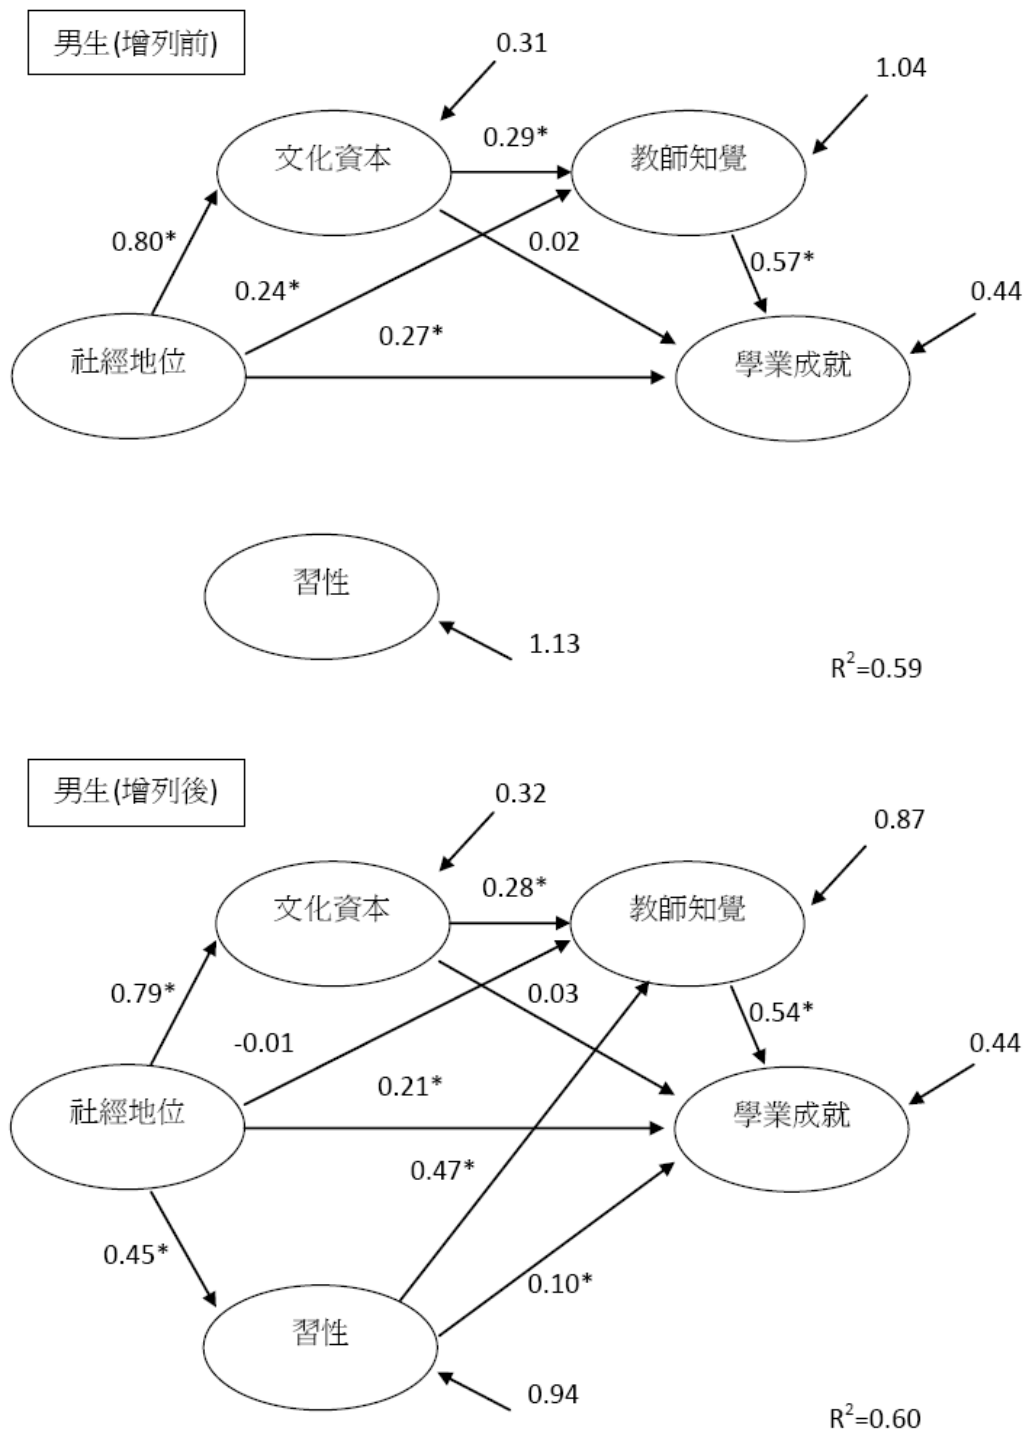 男生(增列前)
0.31
1.04
文化資本
0.29*
教師知覺
0.80*
0.02
0.57*
0.24*
0.44
0.27*
社經地位
學業成就
習性
1.13
R²=0.59
男生(增列後)
0.32
0.87
文化資本
0.28*
教師知覺
0.79*
0.03
0.54*
-0.01
0.44
0.21*
社經地位
學業成就
0.47*
0.45*
0.10*
習性
0.94
R²=0.60